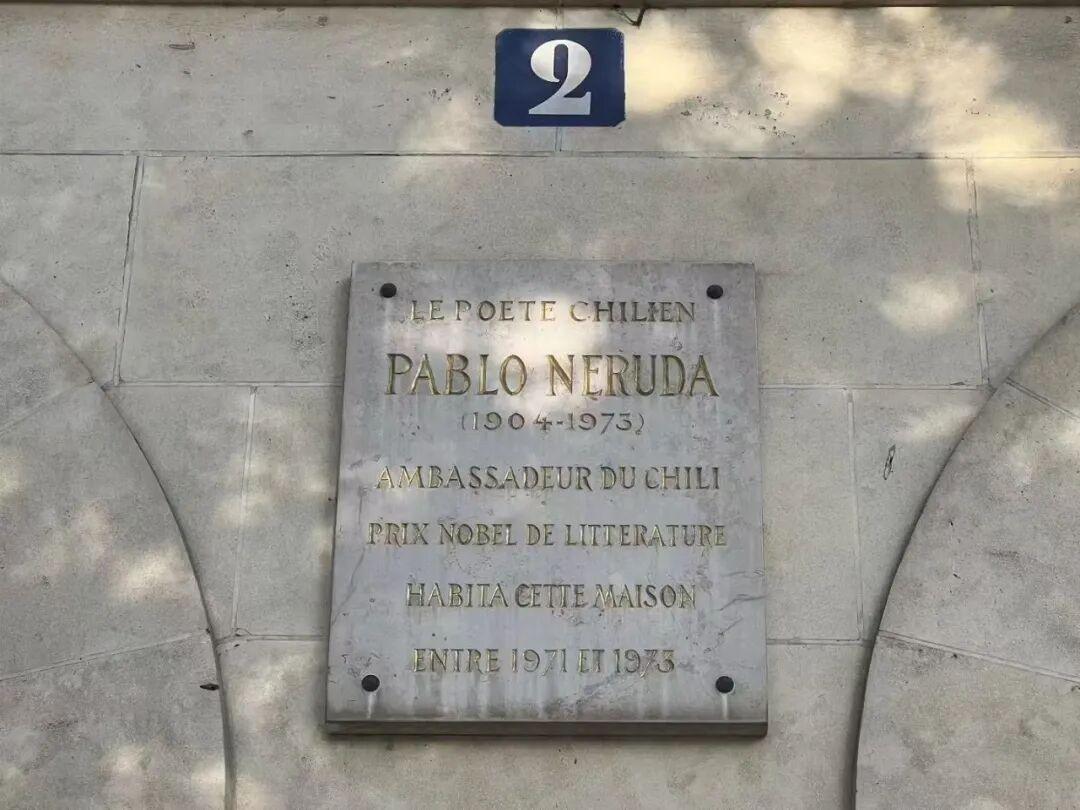 2
LE POETE CHILIEN
PABLO NERUDA
(1904-1973)
AMBASSADEUR DU CHILI
PRIX NOBEL DE LITTERATURE
HABITA CETTE MAISON
ENTRE 1971 ET 1973